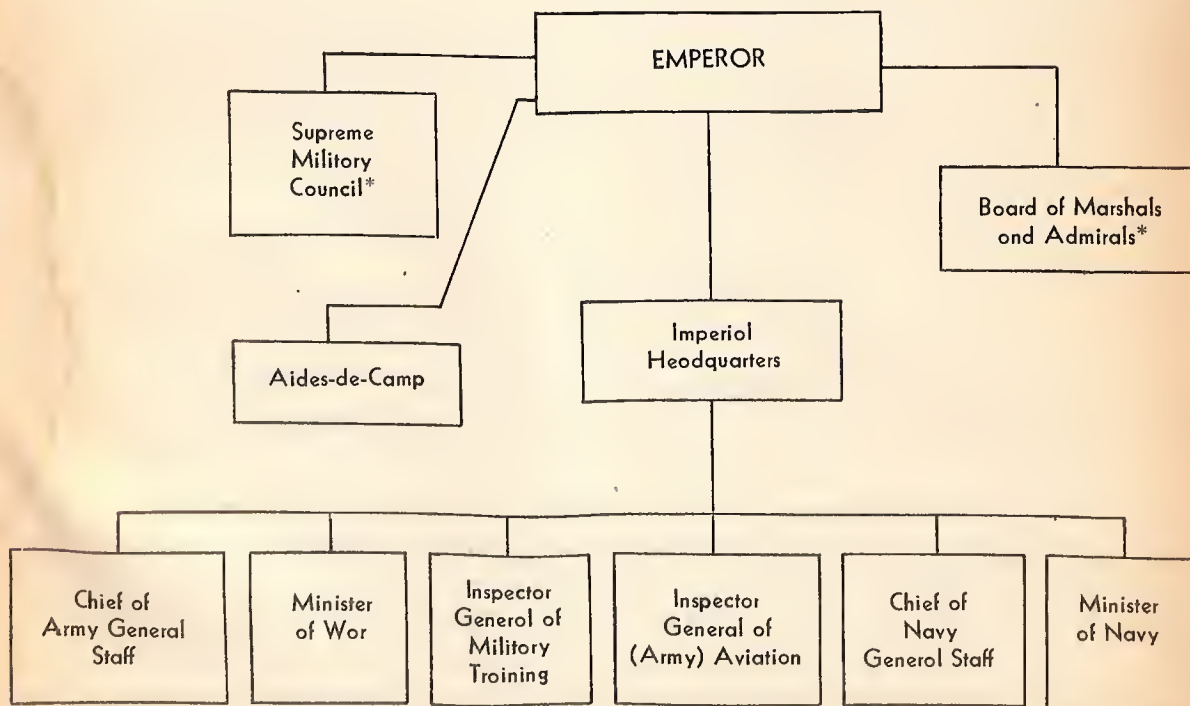 EMPEROR
Supreme
Military
Council*
Board of Marshals
ond Admirals*
Imperiol
Heodquarters
Aides-de-Camp
Chief of
Army General
Staff
Minister
of Wor
Inspector
Generol of
Military
Troining
Inspector
General of
(Army) Aviation
Chief of
Navy
Generol Staff
Minister
of Navy